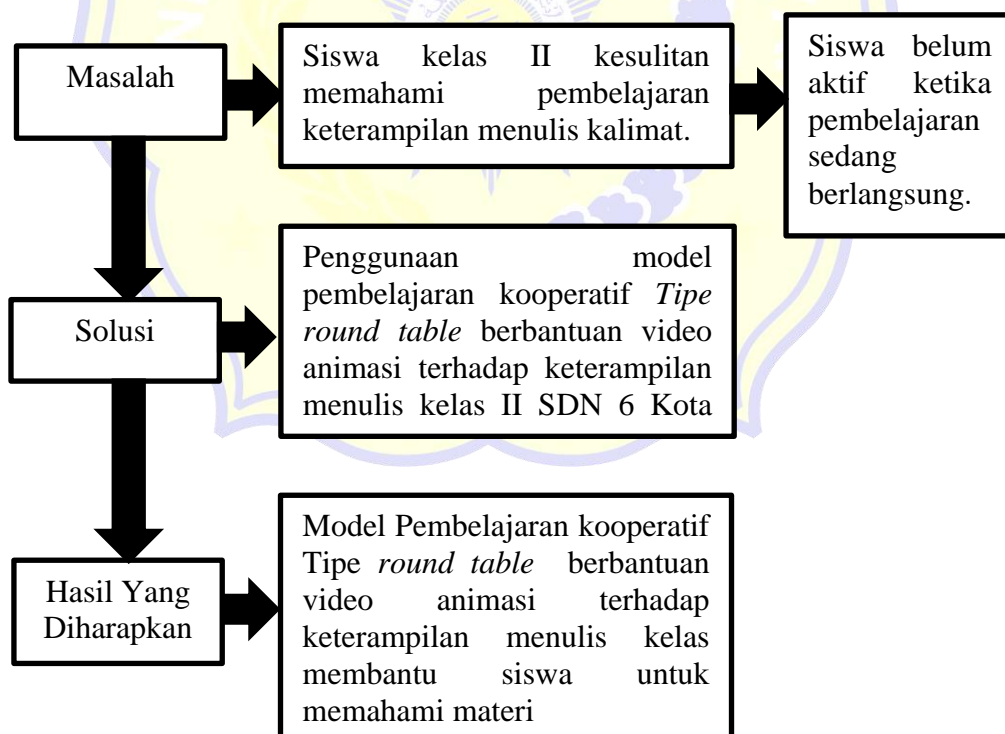 Masalah
Siswa kelas II kesulitan
memahami pembelajaran
keterampilan menulis kalimat.
Siswa belum
aktif ketika
pembelajaran
sedang
berlangsung.
Solusi
Penggunaan model
pembelajaran kooperatif Tipe
round table berbantuan video
animasi terhadap keterampilan
menulis kelas II SDN 6 Kota
Hasil Yang
Diharapkan
Model Pembelajaran kooperatif
Tipe round table berbantuan
video animasi terhadap
keterampilan menulis kelas
membantu siswa untuk
memahami materi